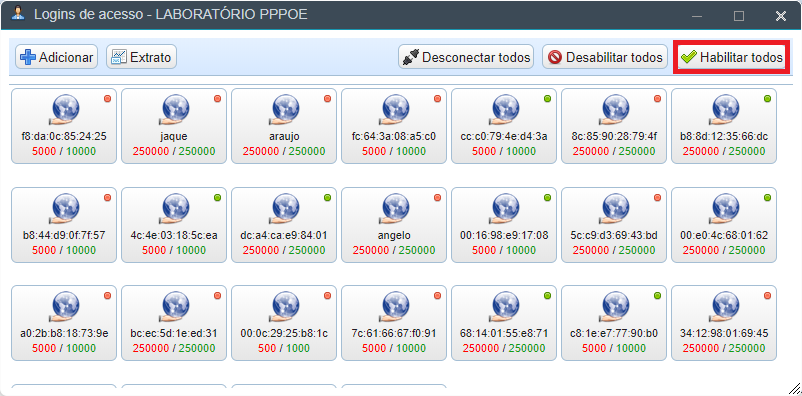 Logins de acesso - LABORATÓRIO PPPOE
Adicionar Extrato Desconectar todos Desabilitar todos Habilitar todos
f8:da:0c:85:24:25 jaque araujo fc:64:3a:08:a5:c0 cc:c0:79:4e:d4:3a 8c:85:90:28:79:4f b8:8d:12:35:66:dc
5000 / 10000 250000 / 250000 250000 / 250000 5000 / 10000 5000 / 10000 250000 / 250000 250000 / 250000
b8:44:d9:0f:7f:57 4c:4e:03:18:5c:ea dc:a4:ca:e9:84:01 angelo 00:16:98:e9:17:08 5c:c9:d3:69:43:bd 00:e0:4c:68:01:62
5000 / 10000 5000 / 10000 250000 / 250000 250000 / 250000 5000 / 10000 250000 / 250000 250000 / 250000
a0:2b:b8:18:73:9e bc:ec:5d:1e:ed:31 00:0c:29:25:b8:1c 7c:61:66:67:f0:91 68:14:01:55:e8:71 c8:1e:e7:77:90:b0 34:12:98:01:69:45
5000 / 10000 250000 / 250000 500 / 1000 5000 / 10000 250000 / 250000 5000 / 10000 250000 / 250000